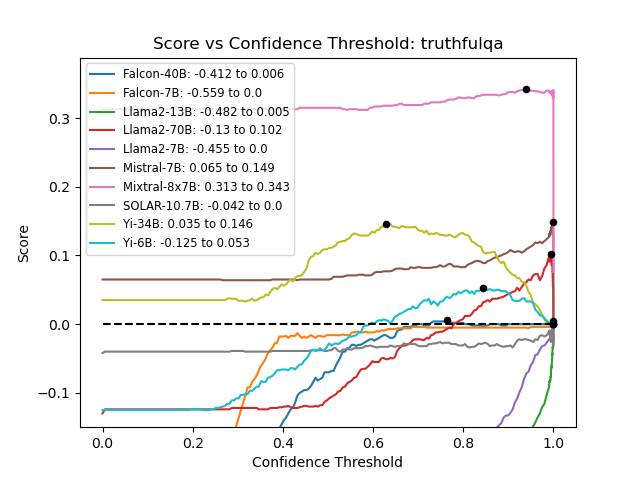 Score vs Confidence Threshold: truthfulqa
Falcon-40B: -0.412 to 0.006
Falcon-7B: -0.559 to 0.0
Llama2-13B: -0.482 to 0.005
Llama2-70B: -0.13 to 0.102
Llama2-7B: -0.455 to 0.0
Mistral-7B: 0.065 to 0.149
Mixtral-8x7B: 0.313 to 0.343
SOLAR-10.7B: -0.042 to 0.0
Yi-34B: 0.035 to 0.146
Yi-6B: -0.125 to 0.053
Score
0.3
0.2
0.1
0.0
−0.1
0.0 0.2 0.4 0.6 0.8 1.0
Confidence Threshold